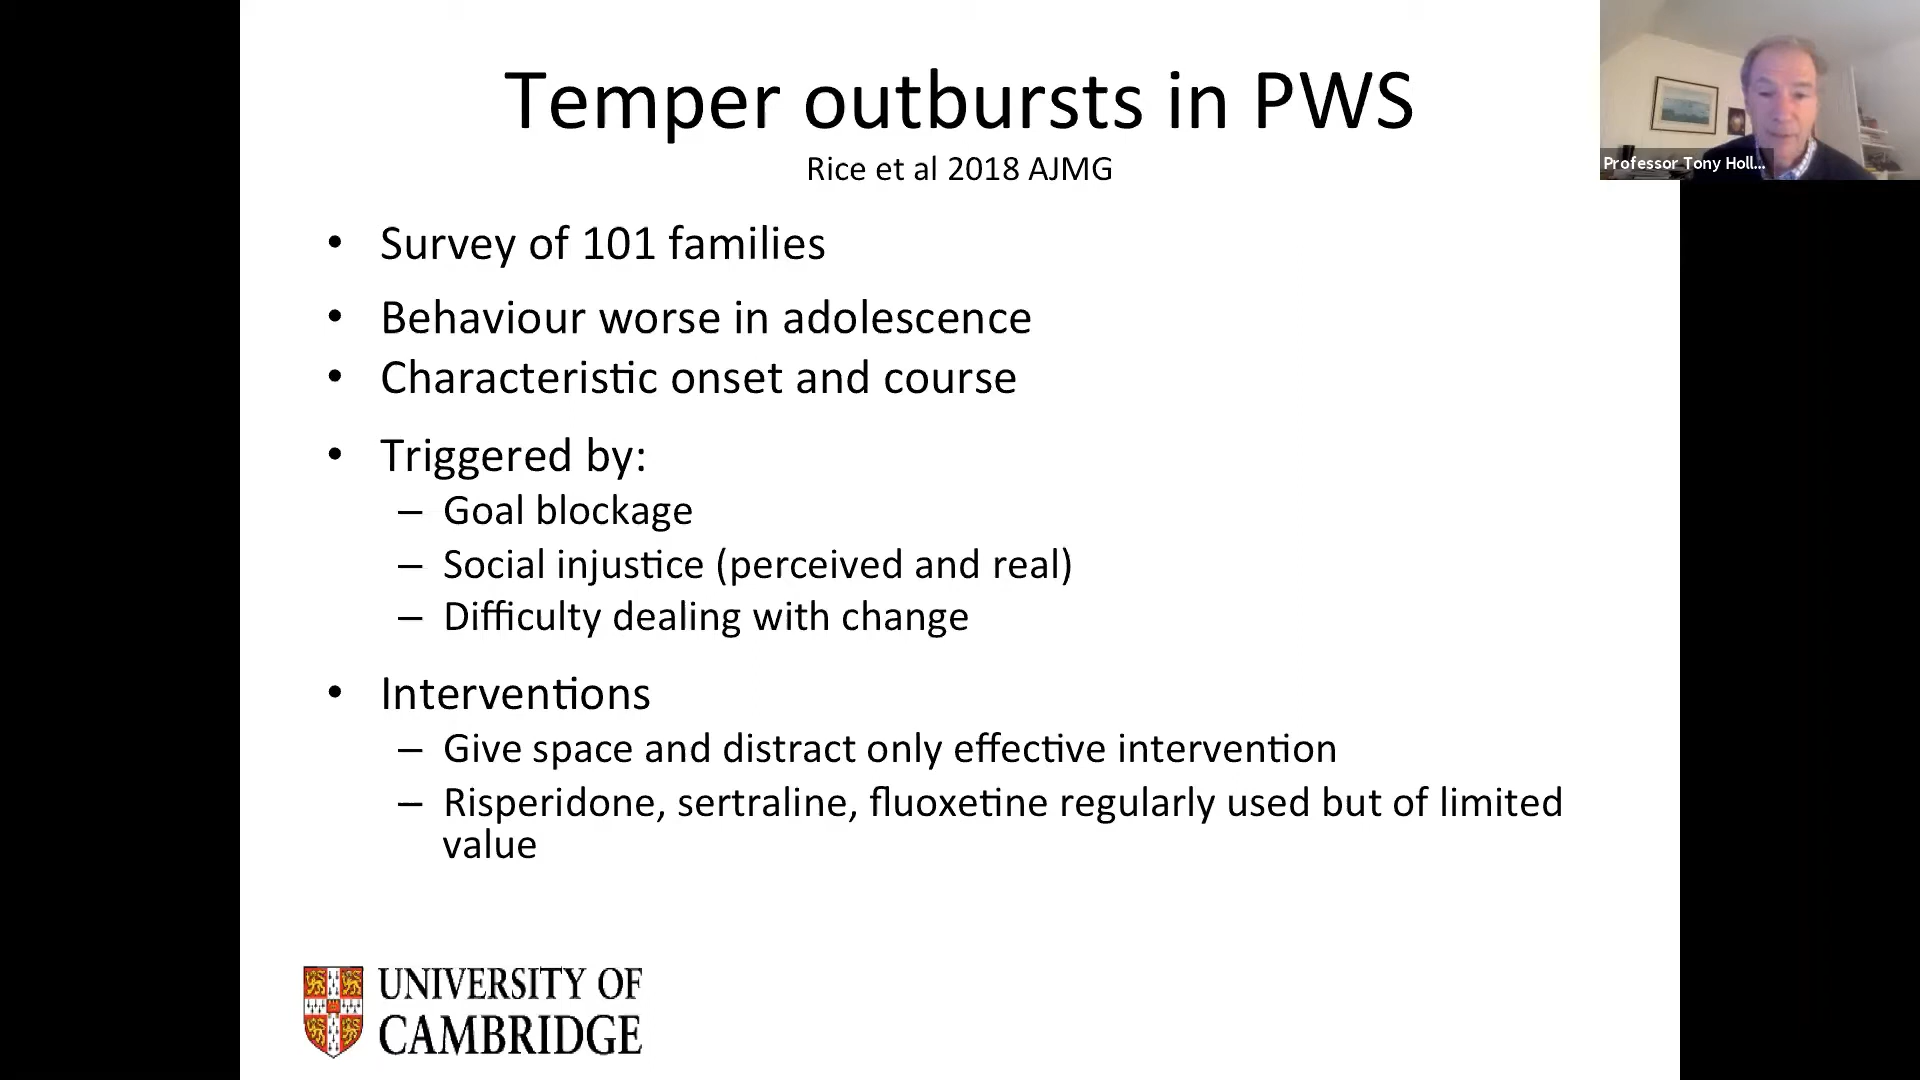 Temper outbursts in PWS
Rice et al 2018 AJMG
Professor Tony Holl...
• Survey of 101 families
• Behaviour worse in adolescence
• Characteristic onset and course
• Triggered by:
– Goal blockage
– Social injustice (perceived and real)
– Difficulty dealing with change
• Interventions
– Give space and distract only effective intervention
– Risperidone, sertraline, fluoxetine regularly used but of limited
value
UNIVERSITY OF
CAMBRIDGE